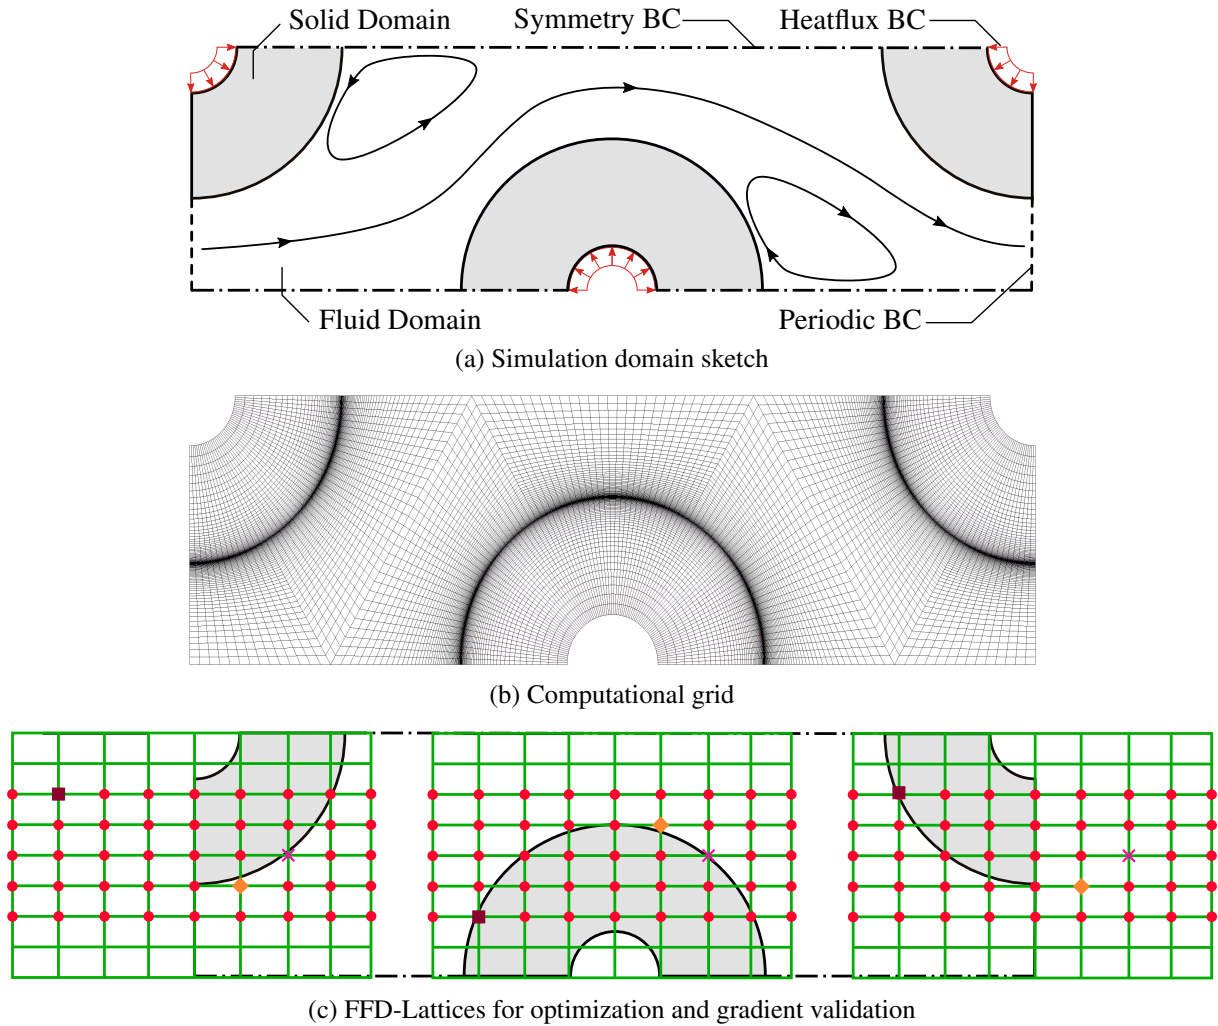 Solid Domain
Symmetry BC
Heatflux BC
Fluid Domain
Periodic BC
(a) Simulation domain sketch
(b) Computational grid
(c) FFD-Lattices for optimization and gradient validation